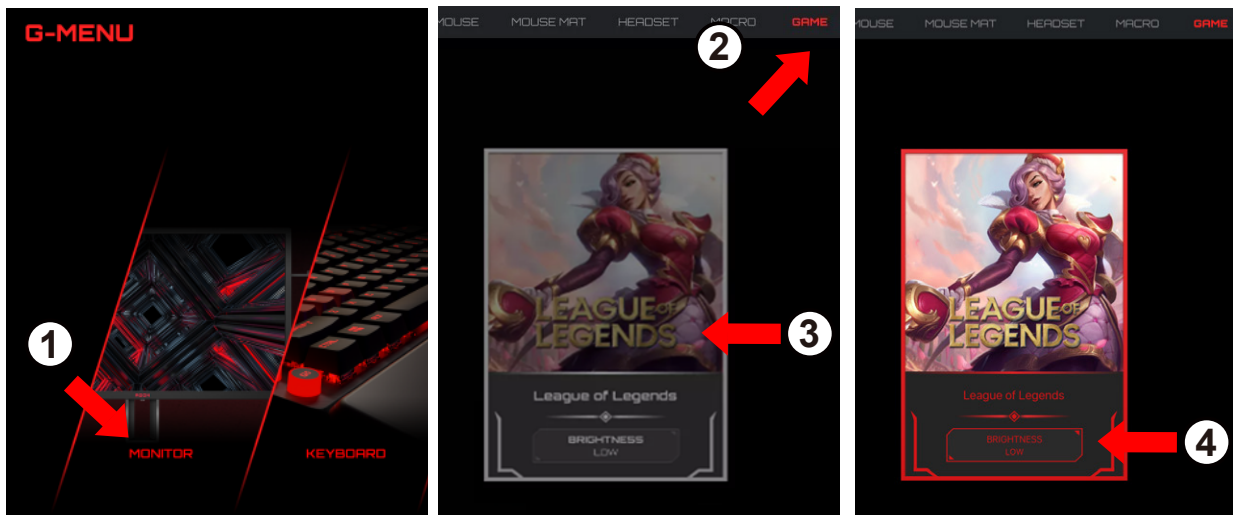 G-MENU
1
MONITOR
KEYBOARD
MOUSE
MOUSE MAT
HEADSET
MACRO
GAME
2
LEAGUE OF
LEGENDS
3
League of Legends
BRIGHTNESS
LOW
MOUSE
MOUSE MAT
HEADSET
MACRO
GAME
LEAGUE OF
LEGENDS
League of Legends
BRIGHTNESS
LOW
4